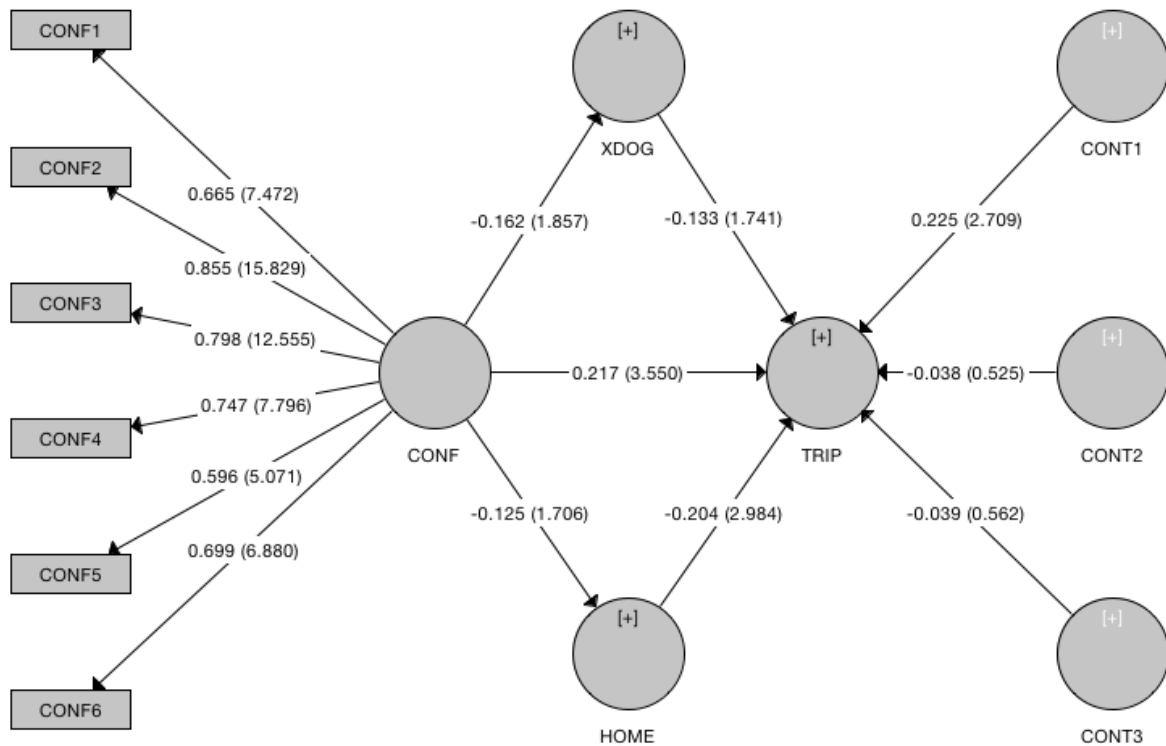 CONF1
[+]
[+]
CONF2
XDOG
CONT1
0.665 (7.472)
-0.162 (1.857)
-0.133 (1.741)
0.225 (2.709)
0.855 (15.829)
CONF3
0.798 (12.555)
[+]
[+]
0.217 (3.550)
-0.038 (0.525)
0.747 (7.796)
CONF4
CONF
TRIP
CONT2
0.596 (5.071)
-0.125 (1.706)
-0.204 (2.984)
-0.039 (0.562)
0.699 (6.880)
CONF5
[+]
[+]
CONF6
HOME
CONT3